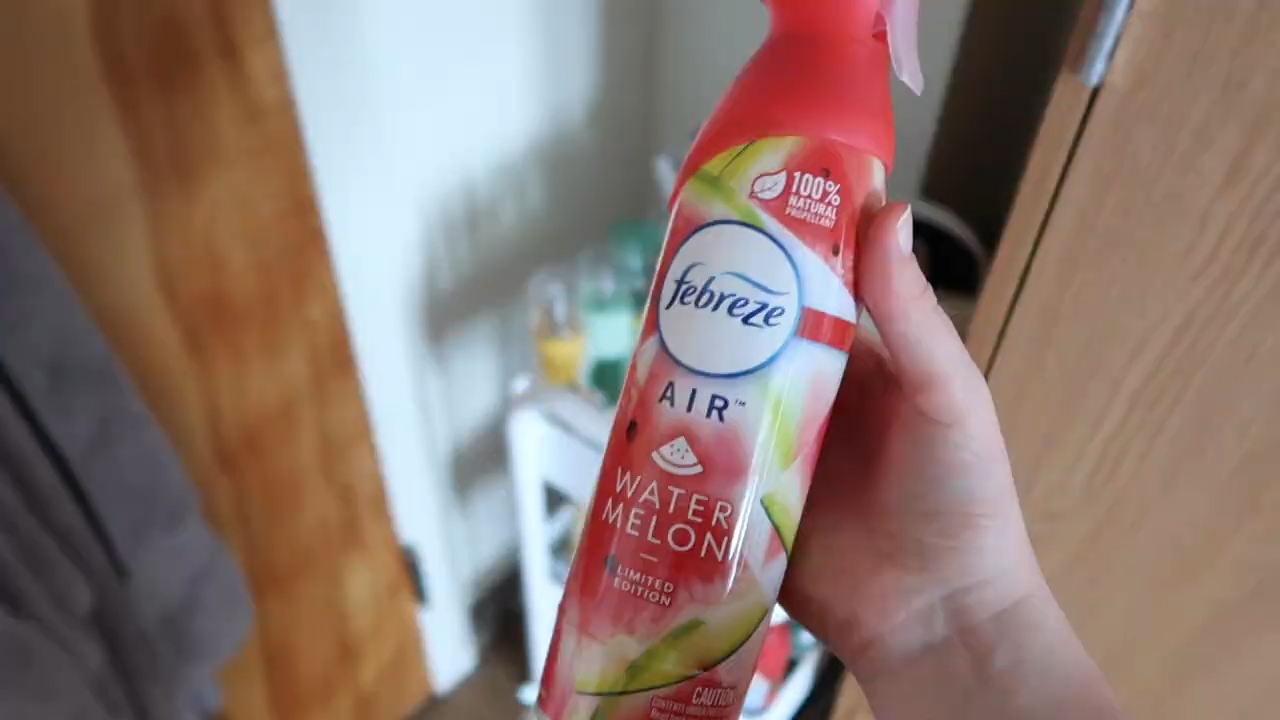 100%
NATURAL
PROPELLANT
febreze
AIR™
WATER
MELON
LIMITED
EDITION
CAUTION